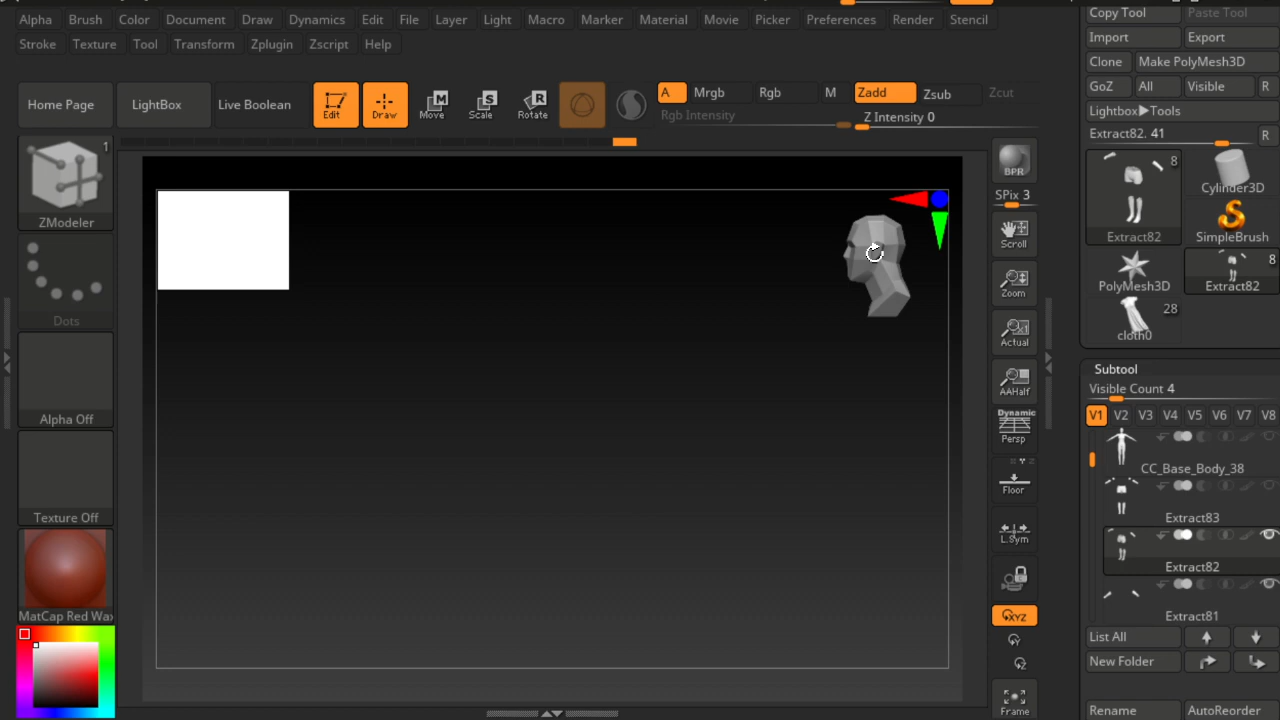 Alpha Brush Color Document Draw Dynamics Edit File Layer Light Macro Marker Material Movie Picker Preferences Render Stencil
Stroke Texture Tool Transform Zplugin Zscript Help
Home Page LightBox Live Boolean Edit Draw Move Scale Rotate A Mrgb Rgb M Zadd Zsub Zcut
Rgb Intensity Z Intensity 0
1
ZModeler
Dots
Alpha Off
Texture Off
MatCap Red Wax
BPR
SPix 3
Scroll
Zoom
Actual
AAHalf
Dynamic
Persp
Floor
L.Sym
XYZ
Frame
Copy Tool Paste Tool
Import Export
Clone Make PolyMesh3D
GoZ All Visible R
Lightbox▶Tools
Extract82. 41 R
8
Cylinder3D
Extract82 SimpleBrush
8
PolyMesh3D Extract82
28
cloth0
Subtool
Visible Count 4
V1 V2 V3 V4 V5 V6 V7 V8
CC_Base_Body_38
Extract83
Extract82
Extract81
List All
New Folder
Rename AutoReorder